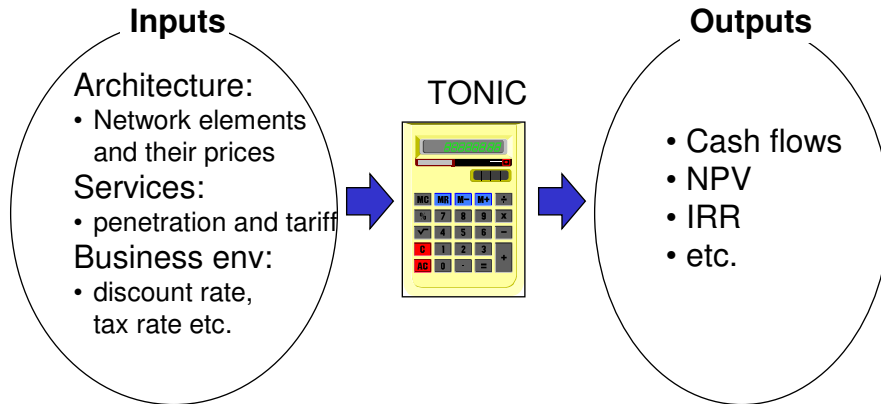 Inputs
Outputs
Architecture:
• Network elements
and their prices
Services:
• penetration and tariff
Business env:
• discount rate,
tax rate etc.
TONIC
MC MR M− M+ ÷
% 7 8 9 x
√ 4 5 6 −
C 1 2 3 +
AC 0 · =
• Cash flows
• NPV
• IRR
• etc.